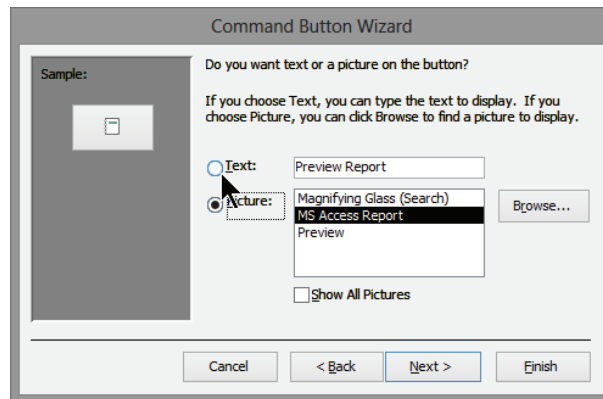 Command Button Wizard
Sample:
Do you want text or a picture on the button?
If you choose Text, you can type the text to display. If you
choose Picture, you can click Browse to find a picture to display.
Text:
Preview Report
Picture:
Magnifying Glass (Search)
MS Access Report
Preview
Browse...
Show All Pictures
Cancel
< Back
Next >
Finish